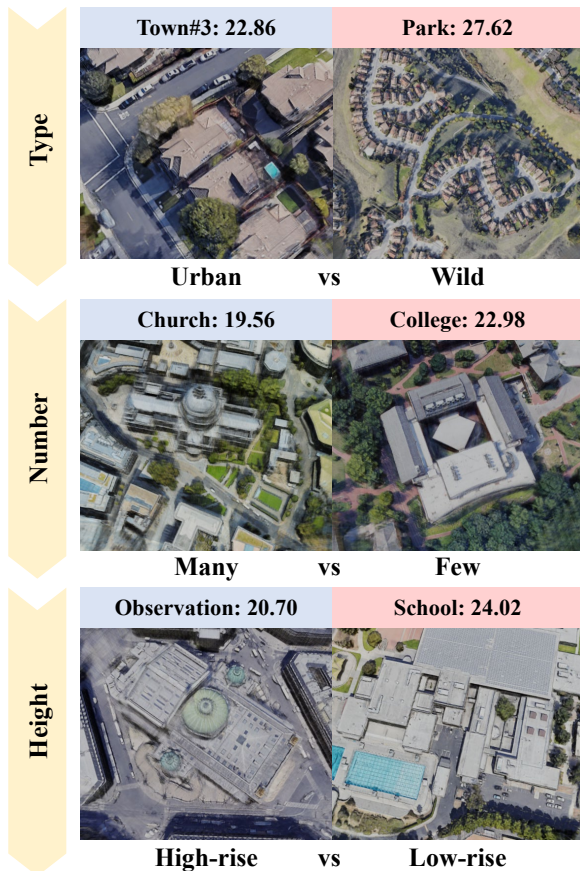 Type
Town#3: 22.86 Park: 27.62
Urban vs Wild
Number
Church: 19.56 College: 22.98
Many vs Few
Height
Observation: 20.70 School: 24.02
High-rise vs Low-rise